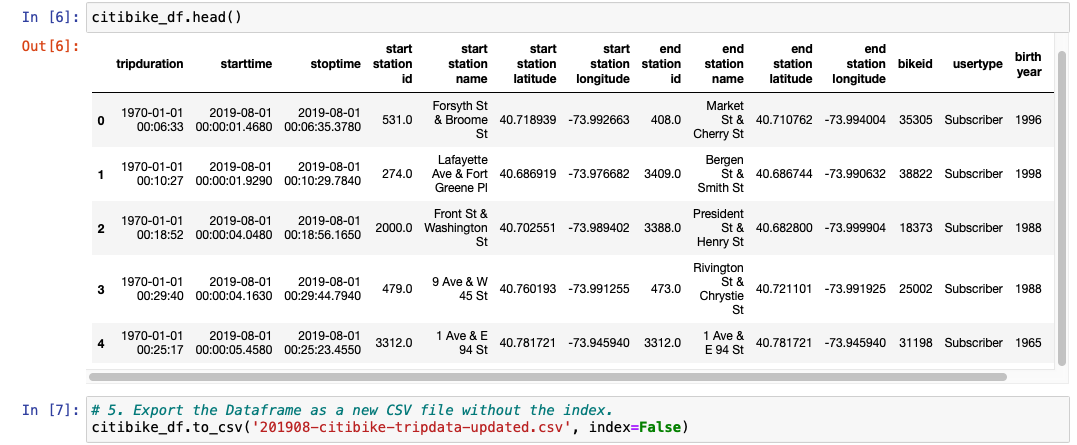 In [6]: citibike_df.head()
Out[6]:
tripduration starttime stoptime start station id start station name start station latitude start station longitude end station id end station name end station latitude end station longitude bikeid usertype birth year
0 1970-01-01 00:06:33 2019-08-01 00:00:01.4680 2019-08-01 00:06:35.3780 531.0 Forsyth St & Broome St 40.718939 -73.992663 408.0 Market St & Cherry St 40.710762 -73.994004 35305 Subscriber 1996
1 1970-01-01 00:10:27 2019-08-01 00:00:01.9290 2019-08-01 00:10:29.7840 274.0 Lafayette Ave & Fort Greene Pl 40.686919 -73.976682 3409.0 Bergen St & Smith St 40.686744 -73.990632 38822 Subscriber 1998
2 1970-01-01 00:18:52 2019-08-01 00:00:04.0480 2019-08-01 00:18:56.1650 2000.0 Front St & Washington St 40.702551 -73.989402 3388.0 President St & Henry St 40.682800 -73.999904 18373 Subscriber 1988
3 1970-01-01 00:29:40 2019-08-01 00:00:04.1630 2019-08-01 00:29:44.7940 479.0 9 Ave & W 45 St 40.760193 -73.991255 473.0 Rivington St & Chrystie St 40.721101 -73.991925 25002 Subscriber 1988
4 1970-01-01 00:25:17 2019-08-01 00:00:05.4580 2019-08-01 00:25:23.4550 3312.0 1 Ave & E 94 St 40.781721 -73.945940 3312.0 1 Ave & E 94 St 40.781721 -73.945940 31198 Subscriber 1965
In [7]: # 5. Export the Dataframe as a new CSV file without the index.
citibike_df.to_csv('201908-citibike-tripdata-updated.csv', index=False)